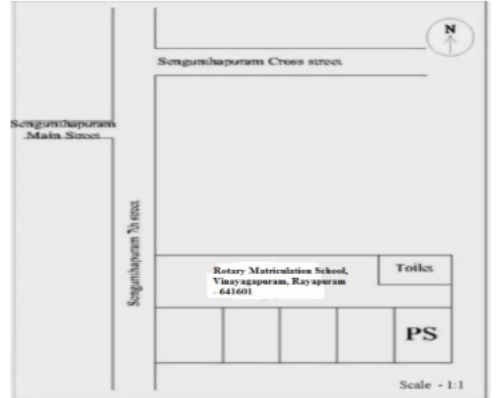 N
Sengunthapuram Cross street
Sengunthapuram
Main Street
Sengunthapuram 7th street
Rotary Matriculation School,
Vinayagapuram, Rayapuram
- 641601
Toilet
PS
Scale - 1:1